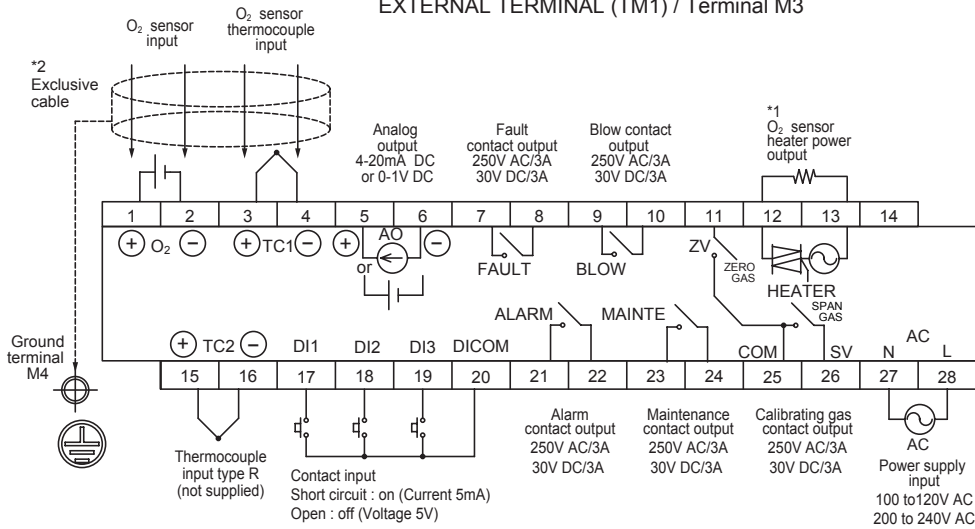 EXTERNAL TERMINAL (TM1) / Terminal M3
O2 sensor
input
O2 sensor
thermocouple
input
*2
Exclusive
cable
Analog
output
4-20mA DC
or 0-1V DC
Fault
contact output
250V AC/3A
30V DC/3A
Blow contact
output
250V AC/3A
30V DC/3A
*1
O2 sensor
heater power
output
1 2 3 4 5 6 7 8 9 10 11 12 13 14
+ O2 − + TC1 − + AO −
or
FAULT
BLOW
ZV
ZERO
GAS
HEATER
SPAN
GAS
ALARM
MAINTE
Ground
terminal
M4
+ TC2 − DI1 DI2 DI3 DICOM COM SV N AC L
15 16 17 18 19 20 21 22 23 24 25 26 27 28
Thermocouple
input type R
(not supplied)
Contact input
Short circuit : on (Current 5mA)
Open : off (Voltage 5V)
Alarm
contact output
250V AC/3A
30V DC/3A
Maintenance
contact output
250V AC/3A
30V DC/3A
Calibrating gas
contact output
250V AC/3A
30V DC/3A
AC
Power supply
input
100 to120V AC
200 to 240V AC